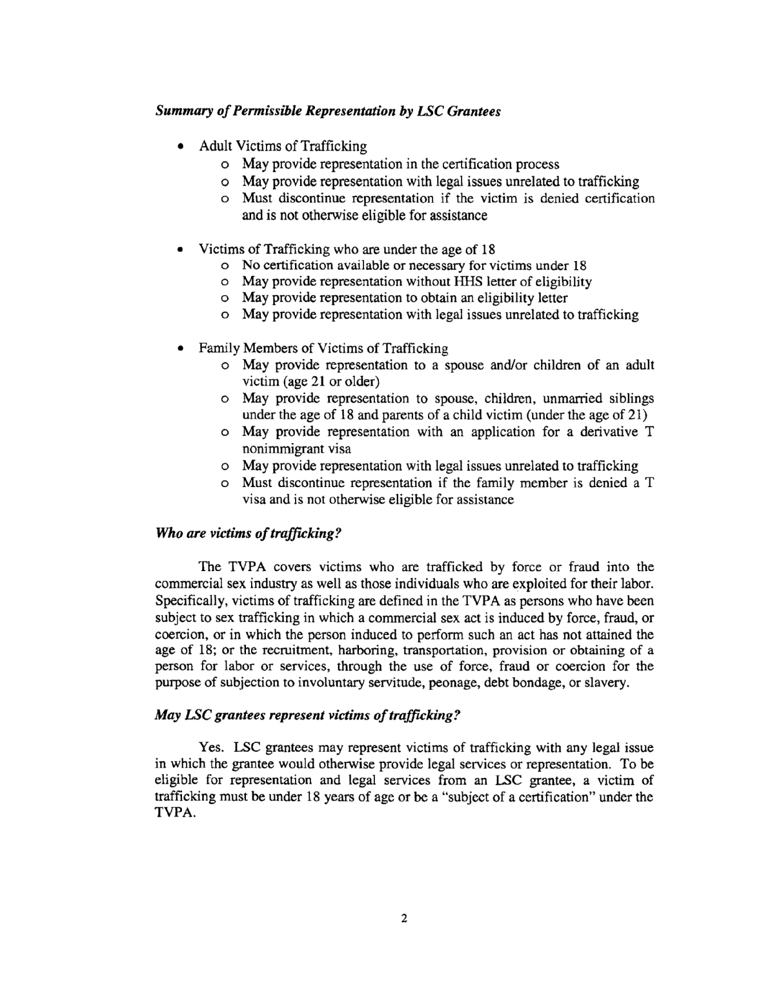 Summary of Permissible Representation by LSC Grantees
• Adult Victims of Trafficking
o May provide representation in the certification process
o May provide representation with legal issues unrelated to trafficking
o Must discontinue representation if the victim is denied certification
and is not otherwise eligible for assistance
• Victims of Trafficking who are under the age of 18
o No certification available or necessary for victims under 18
o May provide representation without HHS letter of eligibility
o May provide representation to obtain an eligibility letter
o May provide representation with legal issues unrelated to trafficking
• Family Members of Victims of Trafficking
o May provide representation to a spouse and/or children of an adult
victim (age 21 or older)
o May provide representation to spouse, children, unmarried siblings
under the age of 18 and parents of a child victim (under the age of 21)
o May provide representation with an application for a derivative T
nonimmigrant visa
o May provide representation with legal issues unrelated to trafficking
o Must discontinue representation if the family member is denied a T
visa and is not otherwise eligible for assistance
Who are victims of trafficking?
The TVPA covers victims who are trafficked by force or fraud into the
commercial sex industry as well as those individuals who are exploited for their labor.
Specifically, victims of trafficking are defined in the TVPA as persons who have been
subject to sex trafficking in which a commercial sex act is induced by force, fraud, or
coercion, or in which the person induced to perform such an act has not attained the
age of 18; or the recruitment, harboring, transportation, provision or obtaining of a
person for labor or services, through the use of force, fraud or coercion for the
purpose of subjection to involuntary servitude, peonage, debt bondage, or slavery.
May LSC grantees represent victims of trafficking?
Yes. LSC grantees may represent victims of trafficking with any legal issue
in which the grantee would otherwise provide legal services or representation. To be
eligible for representation and legal services from an LSC grantee, a victim of
trafficking must be under 18 years of age or be a “subject of a certification” under the
TVPA.
2